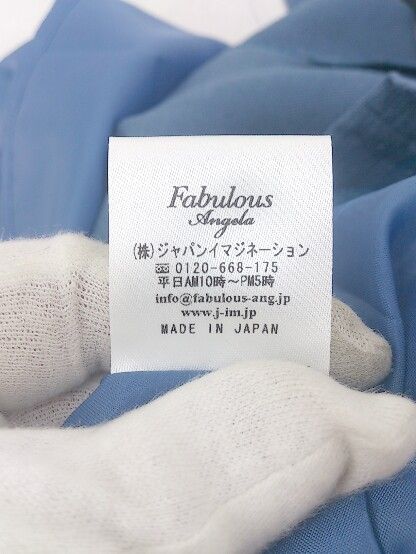 Fabulous
Angela
(株)ジャパンイマジネーション
☎ 0120-668-175
平日AM10時～PM5時
info@fabulous-ang.jp
www.j-im.jp
MADE IN JAPAN